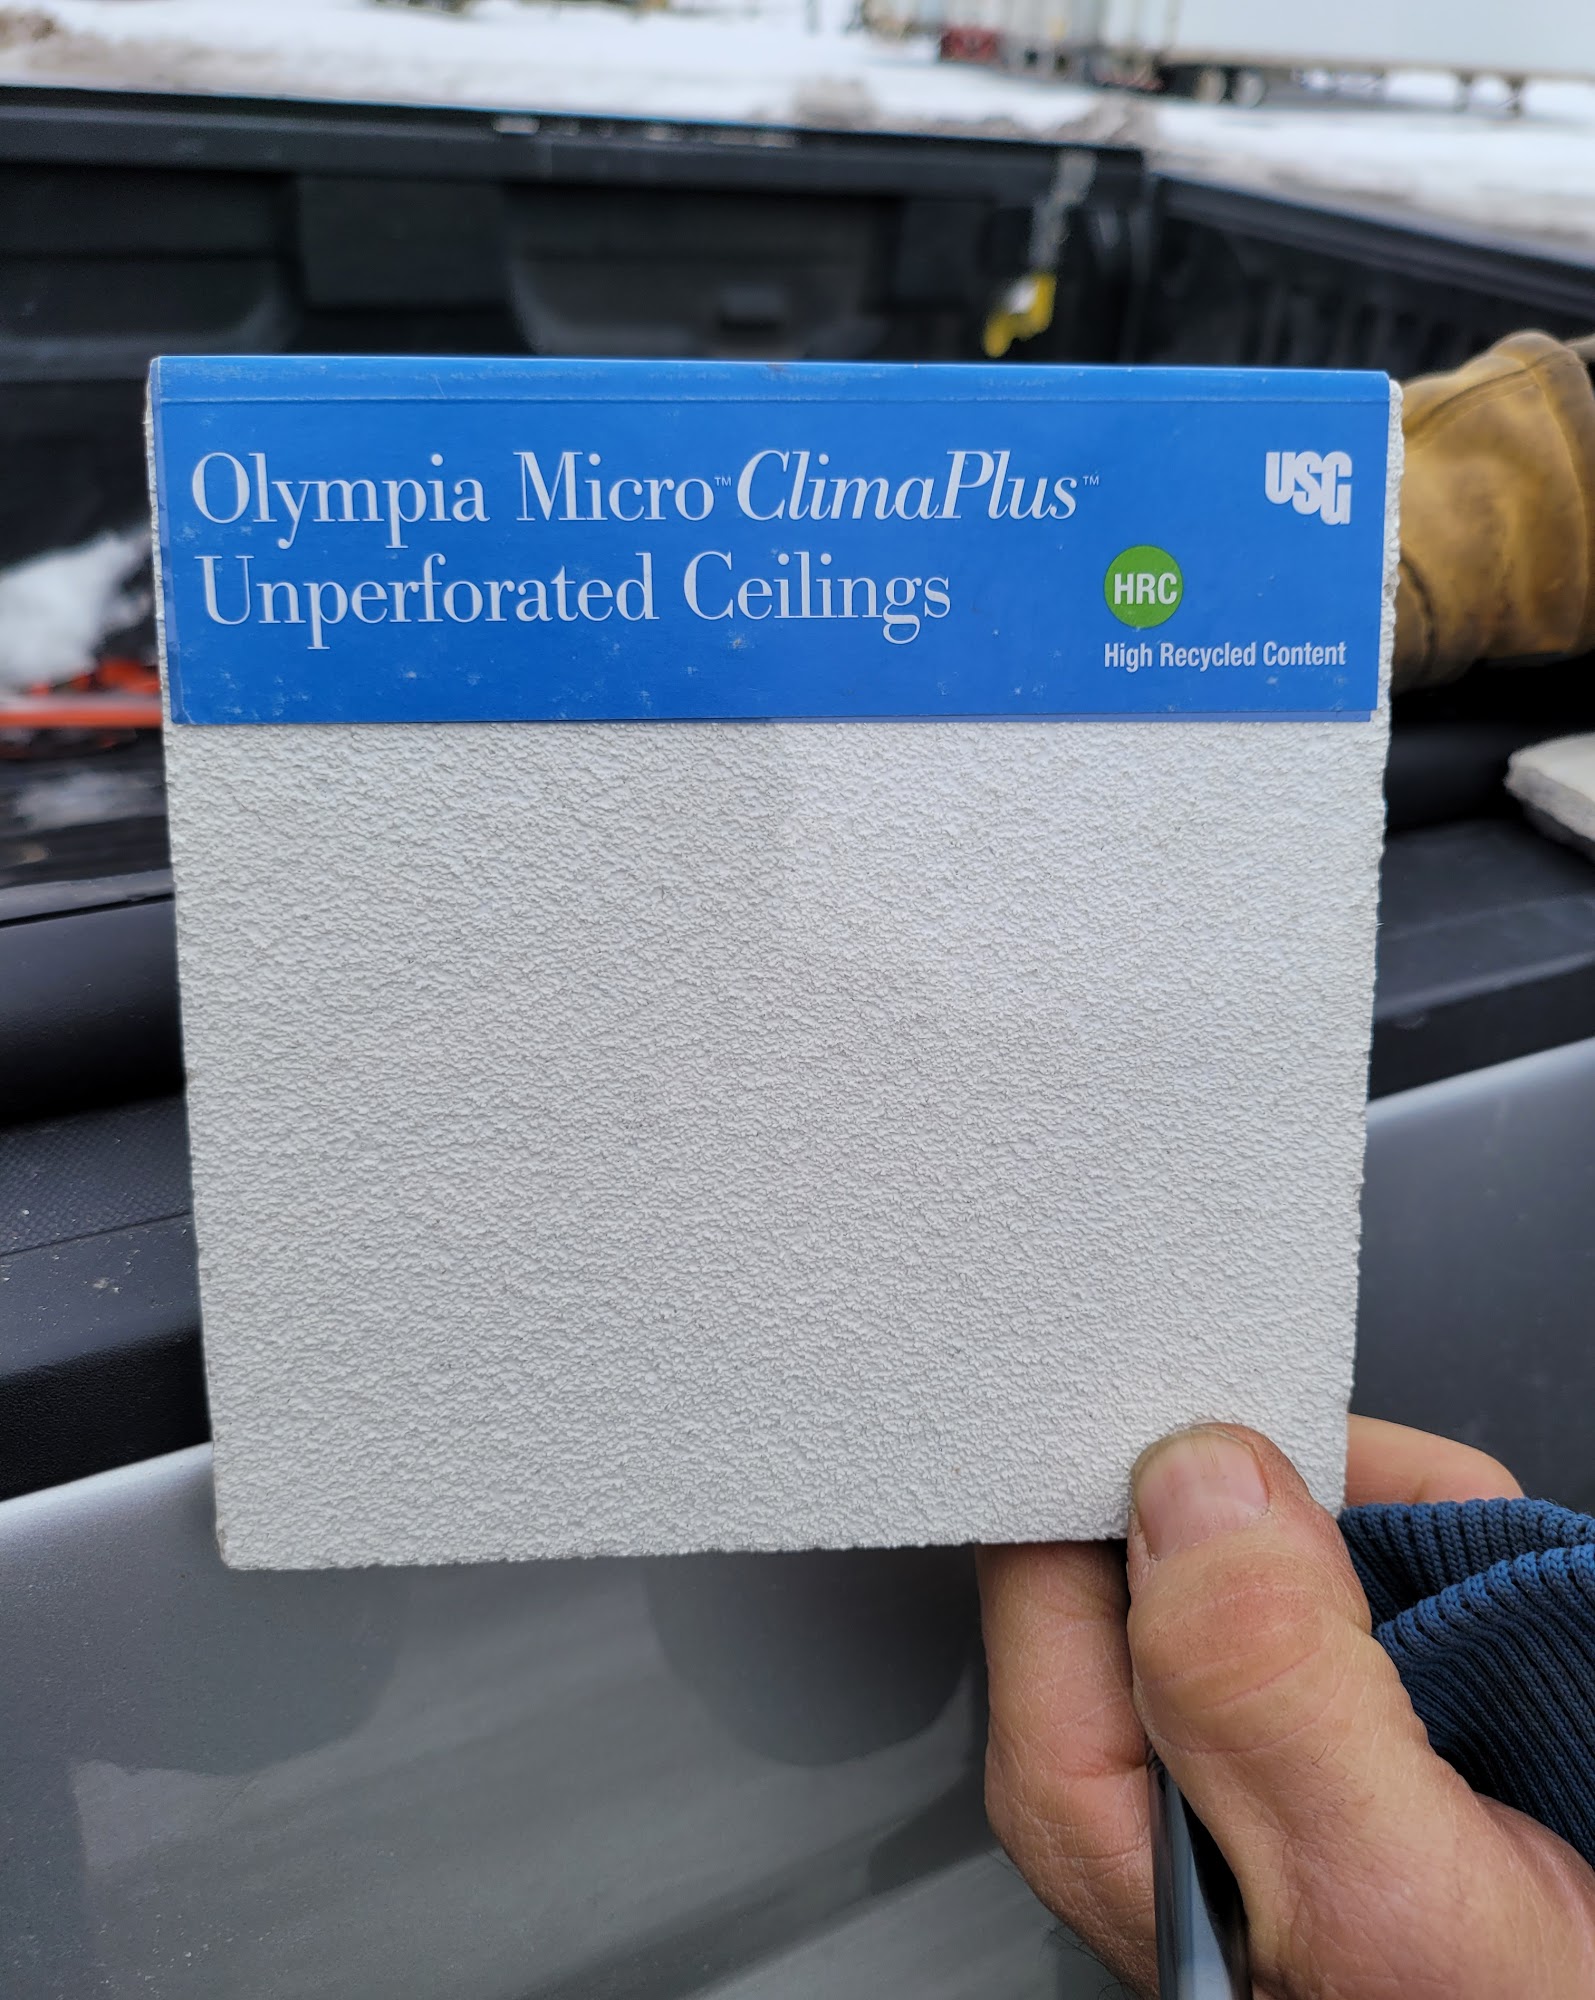 Olympia Micro™ ClimaPlus™
Unperforated Ceilings
USG
HRC
High Recycled Content